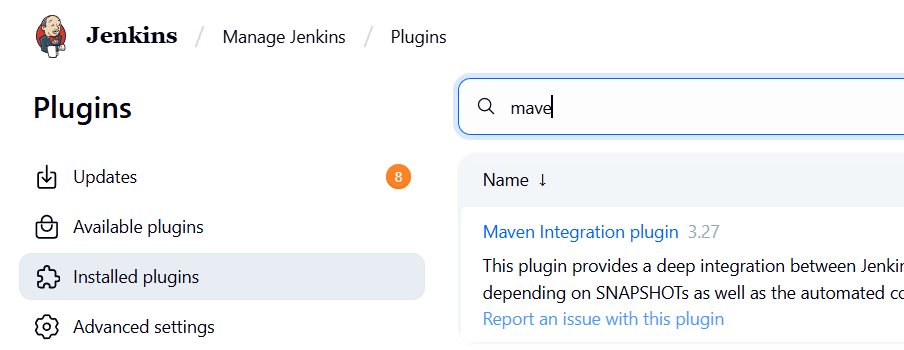 Jenkins / Manage Jenkins / Plugins
Plugins
mave
Updates 8
Available plugins
Installed plugins
Advanced settings
Name ↓
Maven Integration plugin 3.27
This plugin provides a deep integration between
depending on SNAPSHOTs as well as the automated
Report an issue with this plugin